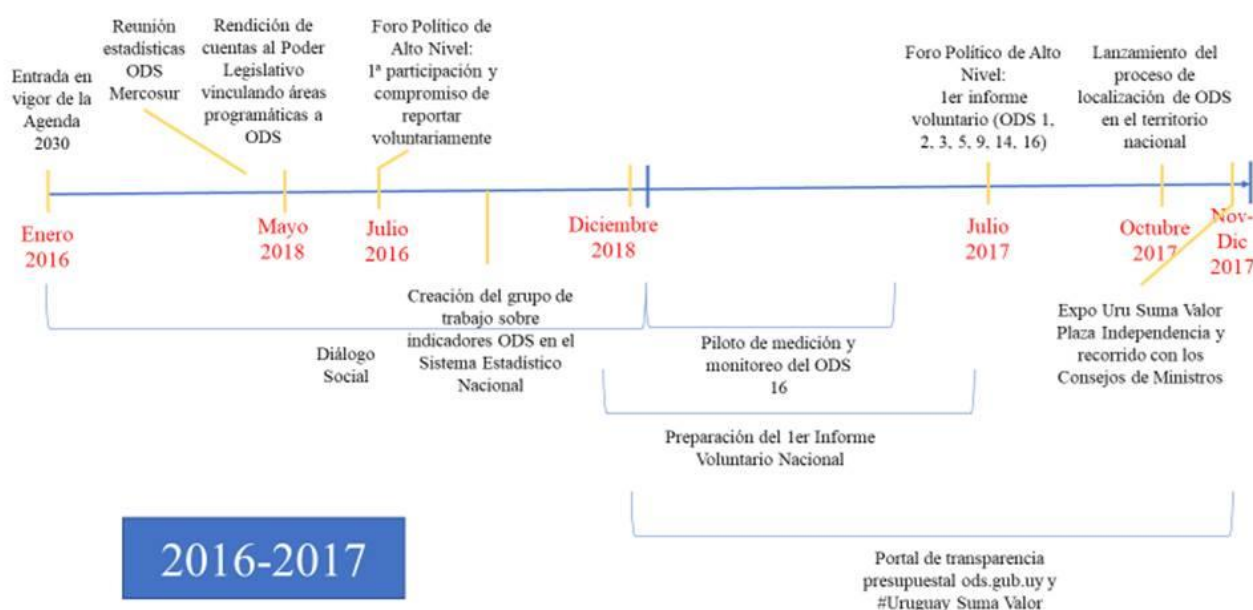 Entrada en
vigor de la
Agenda
2030
Reunión
estadísticas
ODS
Mercosur
Rendición de
cuentas al Poder
Legislativo
vinculando áreas
programáticas a
ODS
Foro Político de
Alto Nivel:
1ª participación y
compromiso de
reportar
voluntariamente
Foro Político de Alto
Nivel:
1er informe
voluntario (ODS 1,
2, 3, 5, 9, 14, 16)
Lanzamiento del
proceso de
localización de ODS
en el territorio
nacional
Enero
2016
Mayo
2018
Julio
2016
Diciembre
2018
Julio
2017
Octubre
2017
Nov-
Dic
2017
Diálogo
Social
Creación del grupo de
trabajo sobre
indicadores ODS en el
Sistema Estadístico
Nacional
Piloto de medición y
monitoreo del ODS
16
Expo Uru Suma Valor
Plaza Independencia y
recorrido con los
Consejos de Ministros
Preparación del 1er Informe
Voluntario Nacional
2016-2017
Portal de transparencia
presupuestal ods.gub.uy y
#Uruguay Suma Valor